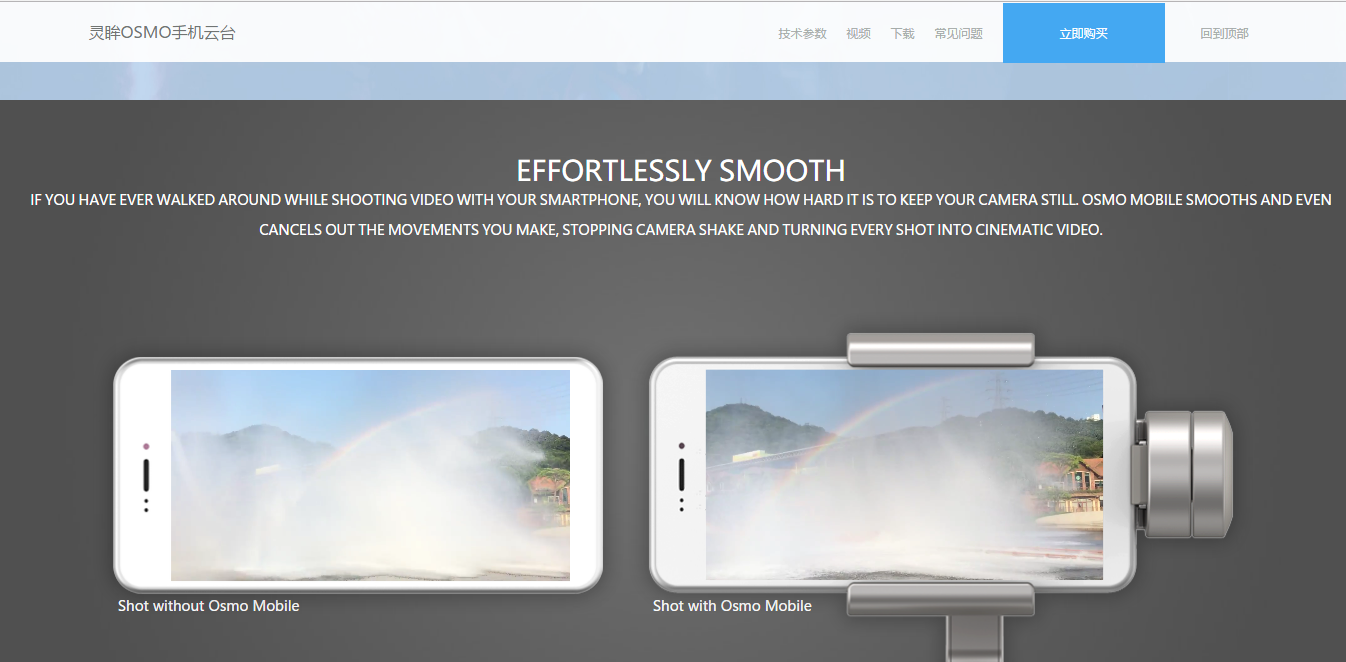 灵眸OSMO手机云台
技术参数 视频 下载 常见问题 立即购买 回到顶部
EFFORTLESSLY SMOOTH
IF YOU HAVE EVER WALKED AROUND WHILE SHOOTING VIDEO WITH YOUR SMARTPHONE, YOU WILL KNOW HOW HARD IT IS TO KEEP YOUR CAMERA STILL. OSMO MOBILE SMOOTHS AND EVEN
CANCELS OUT THE MOVEMENTS YOU MAKE, STOPPING CAMERA SHAKE AND TURNING EVERY SHOT INTO CINEMATIC VIDEO.
Shot without Osmo Mobile
Shot with Osmo Mobile